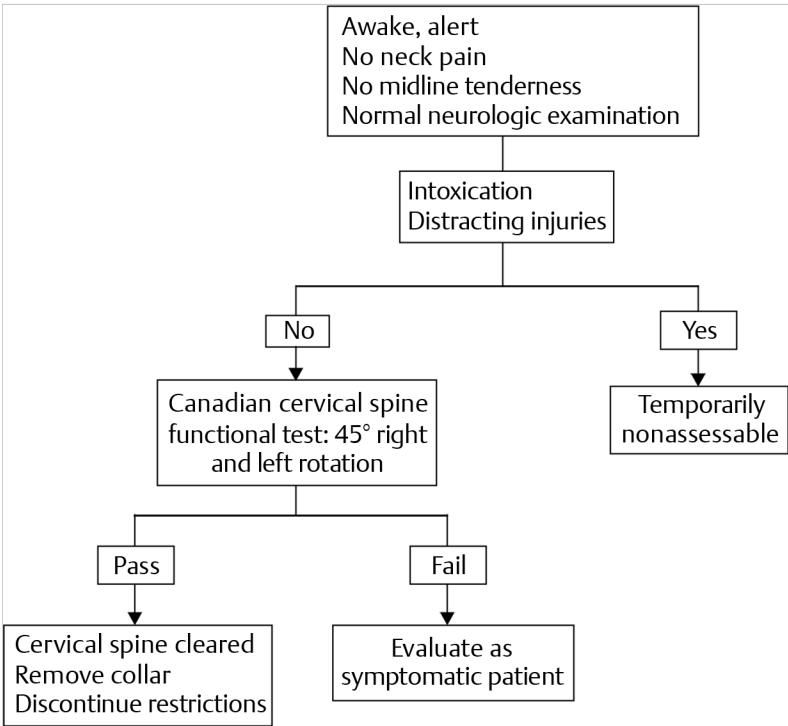 Awake, alert
No neck pain
No midline tenderness
Normal neurologic examination
Intoxication
Distracting injuries
No
Yes
Canadian cervical spine
functional test: 45° right
and left rotation
Temporarily
nonassessable
Pass
Fail
Cervical spine cleared
Remove collar
Discontinue restrictions
Evaluate as
symptomatic patient